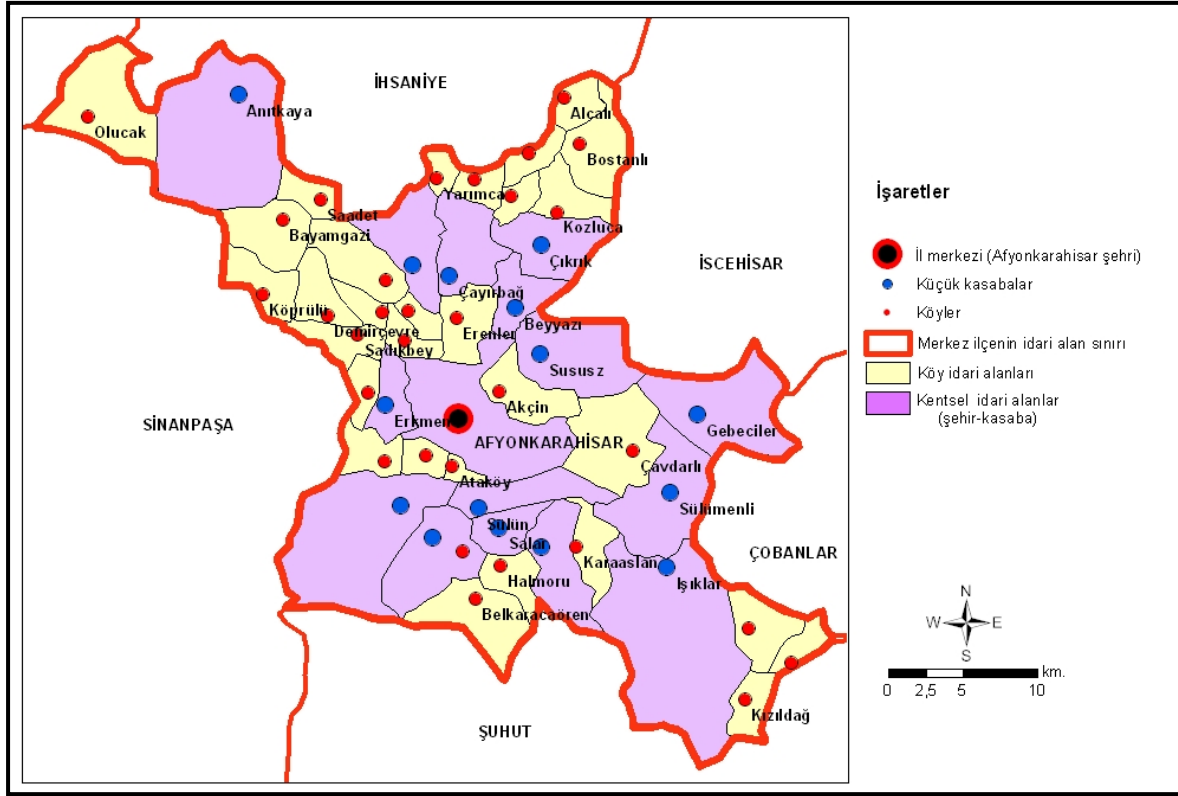 İHSANİYE
Anıtkaya
Alcalı
Olucak
Bostanlı
Yarımca
Saadet
Bayamgazi
Kozluca
Çıkrık
İSCEHİSAR
Çayırbağ
Köprülü
Demirçevre
Erenler
Beyyazı
Sadıkbey
Sususz
Akçin
SİNANPAŞA
Erkmen
AFYONKARAHİSAR
Gebeciler
Ataköy
Çavdarlı
Sülümenli
Sülün
Salar
ÇOBANLAR
Karaaslan
Halmoru
Işıklar
Belkaracaören
Kızıldağ
ŞUHUT
İşaretler
İl merkezi (Afyonkarahisar şehri)
Küçük kasabalar
Köyler
Merkez ilçenin idari alan sınırı
Köy idari alanları
Kentsel idari alanlar
(şehir-kasaba)
N
W E
S
km.
0 2,5 5 10